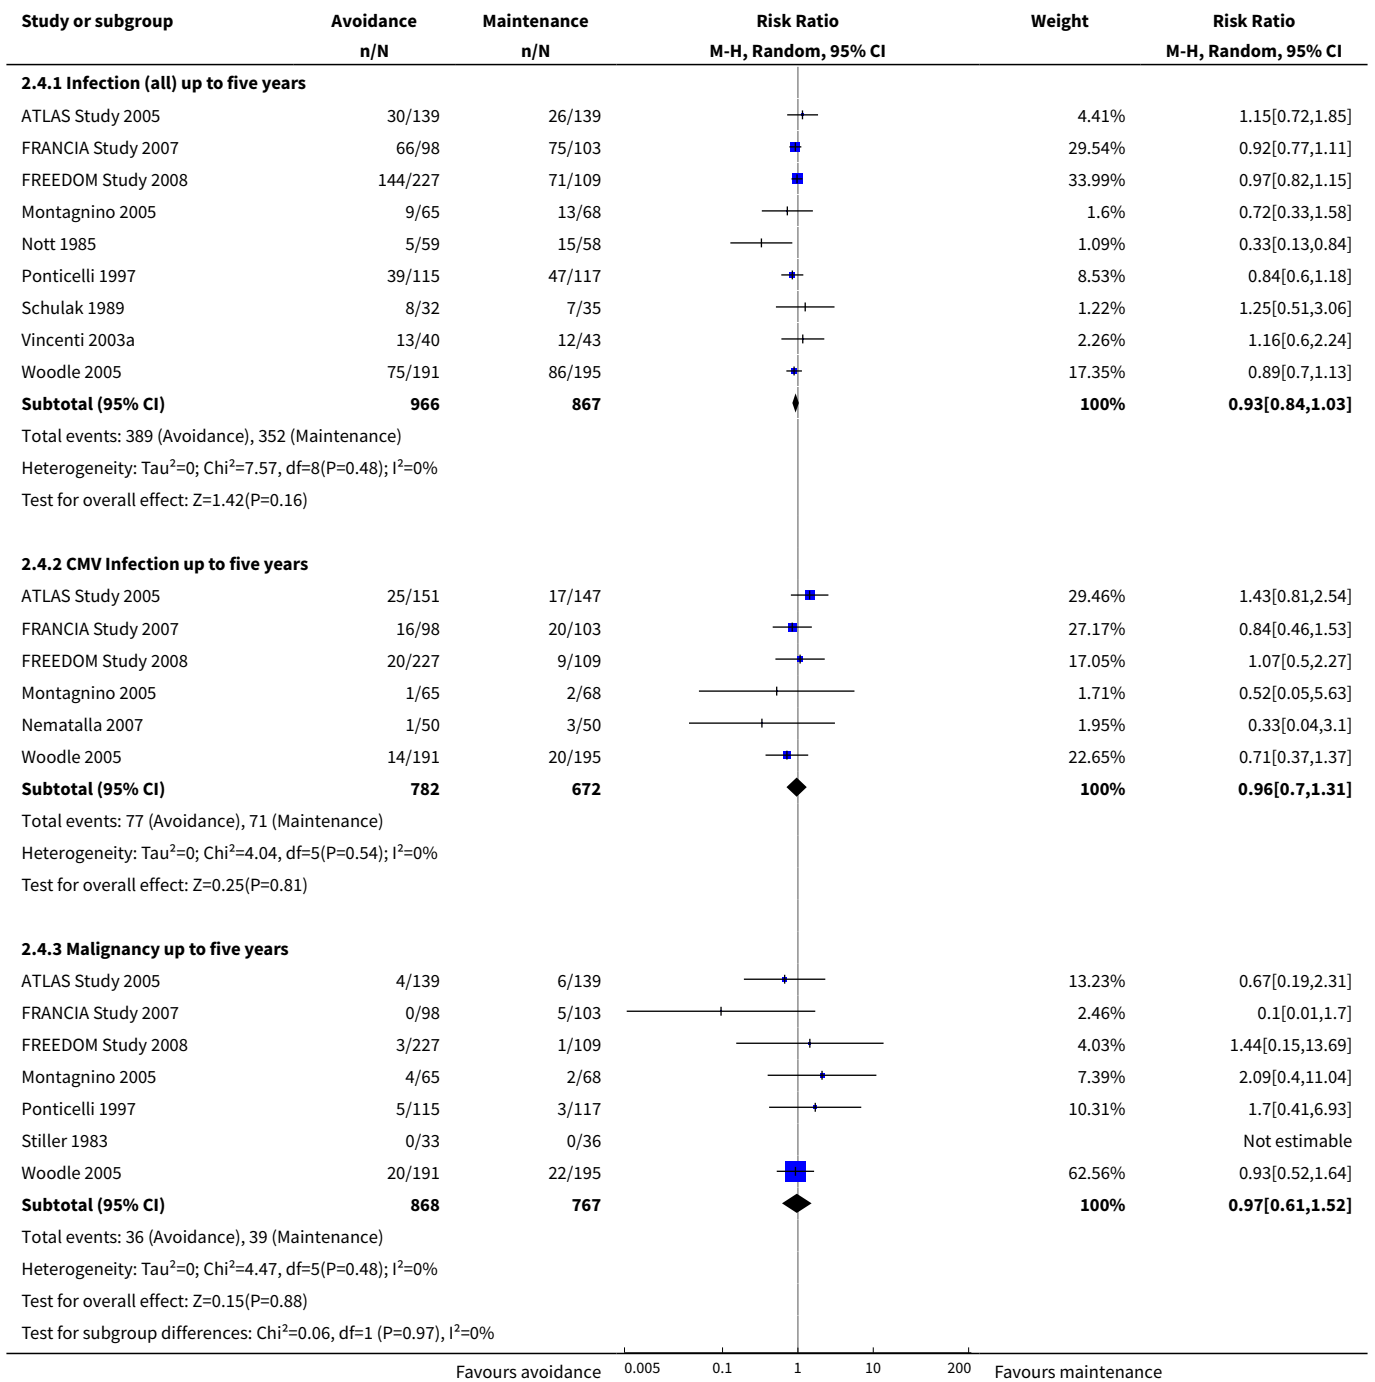 Study or subgroup Avoidance Maintenance Risk Ratio Weight Risk Ratio
n/N n/N M-H, Random, 95% CI M-H, Random, 95% CI
2.4.1 Infection (all) up to five years
ATLAS Study 2005 30/139 26/139 4.41% 1.15[0.72,1.85]
FRANCIA Study 2007 66/98 75/103 29.54% 0.92[0.77,1.11]
FREEDOM Study 2008 144/227 71/109 33.99% 0.97[0.82,1.15]
Montagnino 2005 9/65 13/68 1.6% 0.72[0.33,1.58]
Nott 1985 5/59 15/58 1.09% 0.33[0.13,0.84]
Ponticelli 1997 39/115 47/117 8.53% 0.84[0.6,1.18]
Schulak 1989 8/32 7/35 1.22% 1.25[0.51,3.06]
Vincenti 2003a 13/40 12/43 2.26% 1.16[0.6,2.24]
Woodle 2005 75/191 86/195 17.35% 0.89[0.7,1.13]
Subtotal (95% CI) 966 867 100% 0.93[0.84,1.03]
Total events: 389 (Avoidance), 352 (Maintenance)
Heterogeneity: Tau²=0; Chi²=7.57, df=8(P=0.48); I²=0%
Test for overall effect: Z=1.42(P=0.16)
2.4.2 CMV Infection up to five years
ATLAS Study 2005 25/151 17/147 29.46% 1.43[0.81,2.54]
FRANCIA Study 2007 16/98 20/103 27.17% 0.84[0.46,1.53]
FREEDOM Study 2008 20/227 9/109 17.05% 1.07[0.5,2.27]
Montagnino 2005 1/65 2/68 1.71% 0.52[0.05,5.63]
Nematalla 2007 1/50 3/50 1.95% 0.33[0.04,3.1]
Woodle 2005 14/191 20/195 22.65% 0.71[0.37,1.37]
Subtotal (95% CI) 782 672 100% 0.96[0.7,1.31]
Total events: 77 (Avoidance), 71 (Maintenance)
Heterogeneity: Tau²=0; Chi²=4.04, df=5(P=0.54); I²=0%
Test for overall effect: Z=0.25(P=0.81)
2.4.3 Malignancy up to five years
ATLAS Study 2005 4/139 6/139 13.23% 0.67[0.19,2.31]
FRANCIA Study 2007 0/98 5/103 2.46% 0.1[0.01,1.7]
FREEDOM Study 2008 3/227 1/109 4.03% 1.44[0.15,13.69]
Montagnino 2005 4/65 2/68 7.39% 2.09[0.4,11.04]
Ponticelli 1997 5/115 3/117 10.31% 1.7[0.41,6.93]
Stiller 1983 0/33 0/36 Not estimable
Woodle 2005 20/191 22/195 62.56% 0.93[0.52,1.64]
Subtotal (95% CI) 868 767 100% 0.97[0.61,1.52]
Total events: 36 (Avoidance), 39 (Maintenance)
Heterogeneity: Tau²=0; Chi²=4.47, df=5(P=0.48); I²=0%
Test for overall effect: Z=0.15(P=0.88)
Test for subgroup differences: Chi²=0.06, df=1 (P=0.97), I²=0%
Favours avoidance 0.005 0.1 1 10 200 Favours maintenance